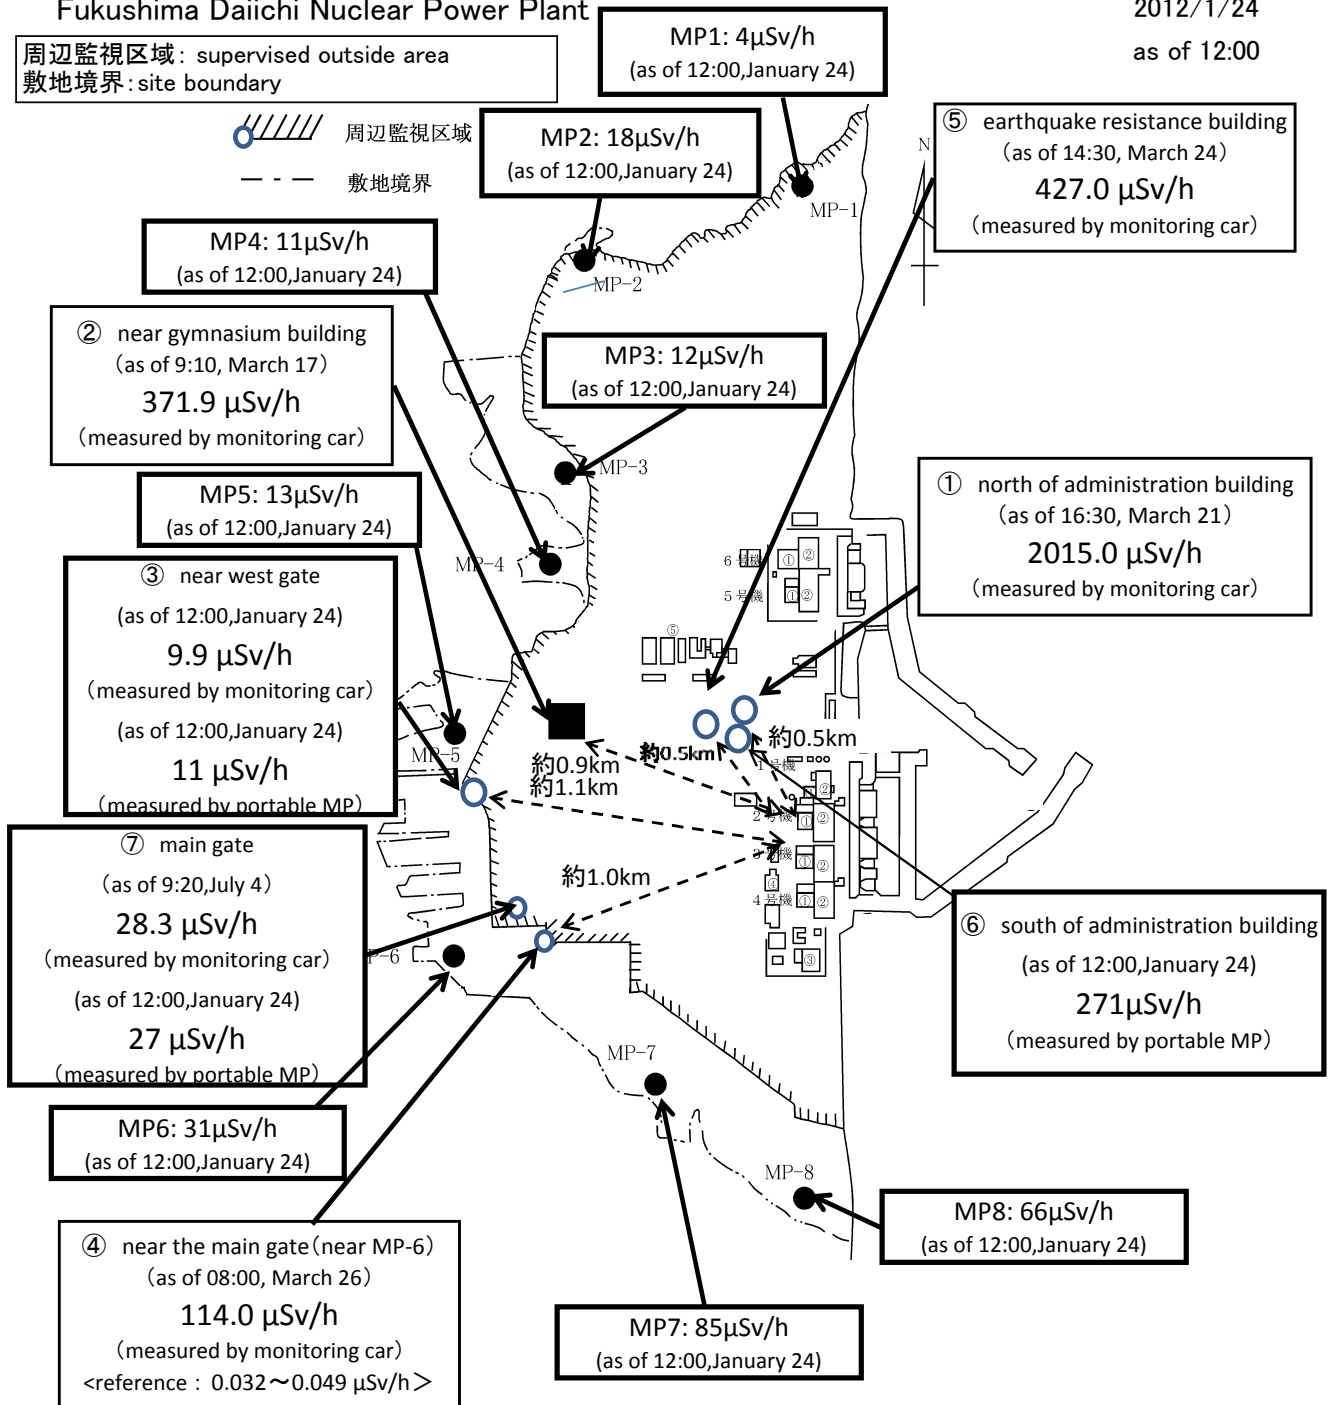 Fukushima Daiichi Nuclear Power Plant
2012/1/24
as of 12:00
周辺監視区域: supervised outside area
敷地境界:site boundary
周辺監視区域
敷地境界
MP1: 4μSv/h
(as of 12:00,January 24)
MP2: 18μSv/h
(as of 12:00,January 24)
⑤ earthquake resistance building
(as of 14:30, March 24)
427.0 μSv/h
(measured by monitoring car)
N
MP-1
MP4: 11μSv/h
(as of 12:00,January 24)
MP-2
② near gymnasium building
(as of 9:10, March 17)
371.9 μSv/h
(measured by monitoring car)
MP3: 12μSv/h
(as of 12:00,January 24)
MP-3
MP5: 13μSv/h
(as of 12:00,January 24)
① north of administration building
(as of 16:30, March 21)
2015.0 μSv/h
(measured by monitoring car)
MP-4
6号機
① ②
5号機
① ②
③ near west gate
(as of 12:00,January 24)
9.9 μSv/h
(measured by monitoring car)
(as of 12:00,January 24)
11 μSv/h
(measured by portable MP)
⑤
MP-5
約0.5km
約0.5km
約0.9km
約1.1km
1号機
②
2号機
① ②
3号機
① ②
④
4号機
① ②
③
約1.0km
⑦ main gate
(as of 9:20,July 4)
28.3 μSv/h
(measured by monitoring car)
(as of 12:00,January 24)
27 μSv/h
(measured by portable MP)
P-6
⑥ south of administration building
(as of 12:00,January 24)
271μSv/h
(measured by portable MP)
MP-7
MP6: 31μSv/h
(as of 12:00,January 24)
MP-8
MP8: 66μSv/h
(as of 12:00,January 24)
④ near the main gate(near MP-6)
(as of 08:00, March 26)
114.0 μSv/h
(measured by monitoring car)
<reference : 0.032～0.049 μSv/h＞
MP7: 85μSv/h
(as of 12:00,January 24)